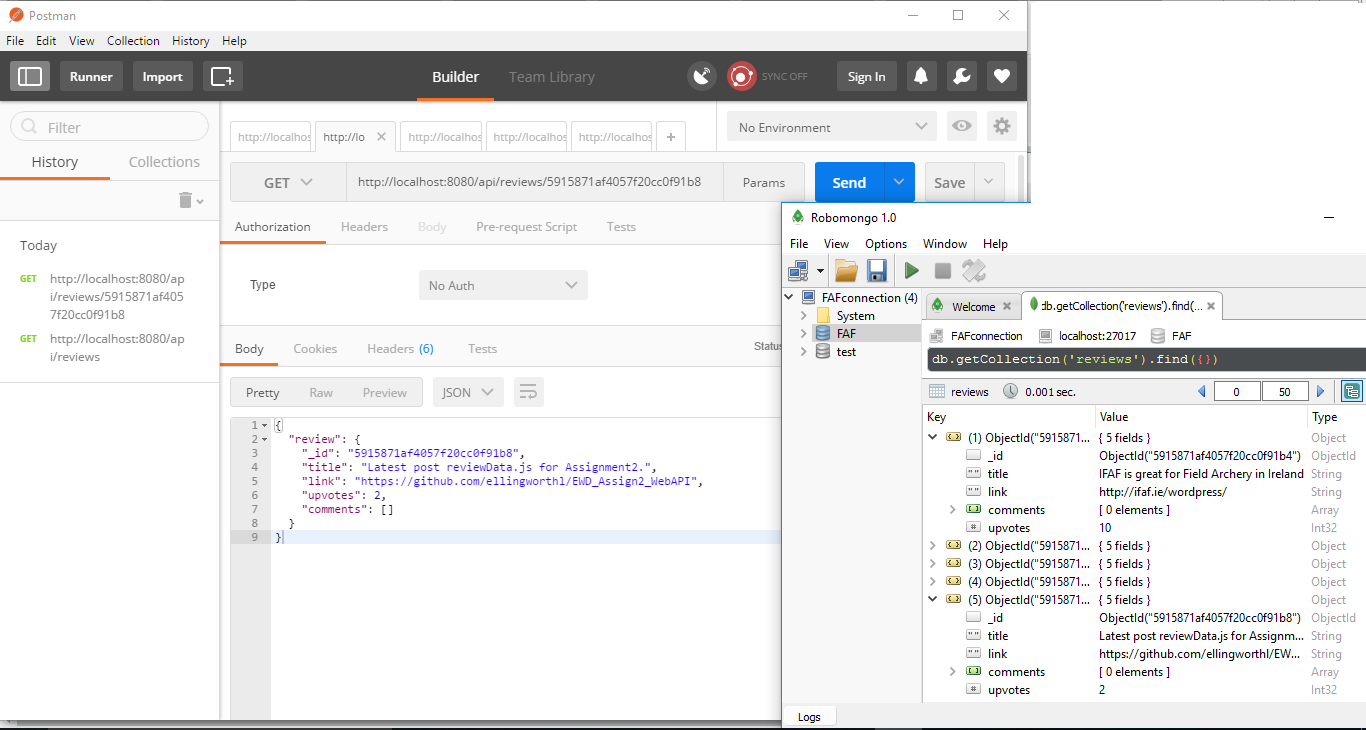 Postman
File Edit View Collection History Help
Runner Import Builder Team Library SYNC OFF Sign In
Filter
History Collections
Today
GET http://localhost:8080/ap
i/reviews/5915871af405
7f20cc0f91b8
GET http://localhost:8080/ap
i/reviews
http://localhos http://lo http://localhos http://localhos http://localhos +
No Environment
GET http://localhost:8080/api/reviews/5915871af4057f20cc0f91b8 Params Send Save
Authorization Headers Body Pre-request Script Tests
Type No Auth
Body Cookies Headers (6) Tests Status
Pretty Raw Preview JSON
1 {
2 "review": {
3 "_id": "5915871af4057f20cc0f91b8",
4 "title": "Latest post reviewData.js for Assignment2.",
5 "link": "https://github.com/ellingworthl/EWD_Assign2_WebAPI",
6 "upvotes": 2,
7 "comments": []
8 }
9 }
Robomongo 1.0
File View Options Window Help
FAFconnection (4)
System
FAF
test
Welcome db.getCollection('reviews').find(...
FAFconnection localhost:27017 FAF
db.getCollection('reviews').find({})
reviews 0.001 sec. 0 50
Key Value Type
(1) ObjectId("5915871... { 5 fields } Object
_id ObjectId("5915871af4057f20cc0f91b4") ObjectId
title IFAF is great for Field Archery in Ireland String
link http://ifaf.ie/wordpress/ String
comments [ 0 elements ] Array
upvotes 10 Int32
(2) ObjectId("5915871... { 5 fields } Object
(3) ObjectId("5915871... { 5 fields } Object
(4) ObjectId("5915871... { 5 fields } Object
(5) ObjectId("5915871... { 5 fields } Object
_id ObjectId("5915871af4057f20cc0f91b8") ObjectId
title Latest post reviewData.js for Assignm... String
link https://github.com/ellingworthl/EW... String
comments [ 0 elements ] Array
upvotes 2 Int32
Logs